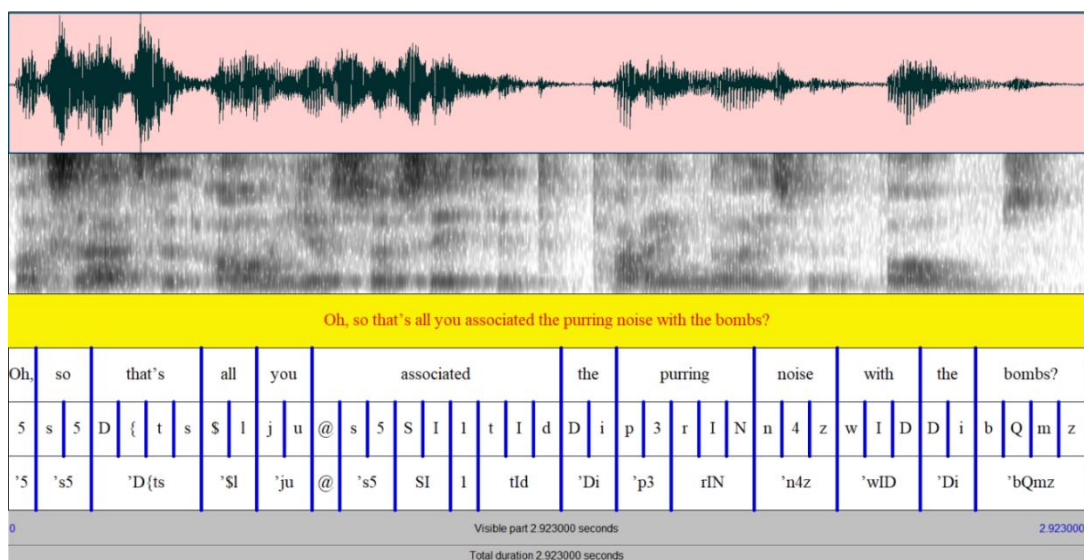 Oh, so that's all you associated the purring noise with the bombs?
Oh, so that's all you associated the purring noise with the bombs?
5 s 5 D { t s $ l j u @ s 5 S I 1 t I d D i p 3 r I N n 4 z w I D D i b Q m z
'5 's5 'D{ts '$l 'ju @ 's5 SI 1 tId 'Di 'p3 rIN 'n4z 'wID 'Di 'bQmz
0 Visible part 2.923000 seconds 2.923000
Total duration 2.923000 seconds